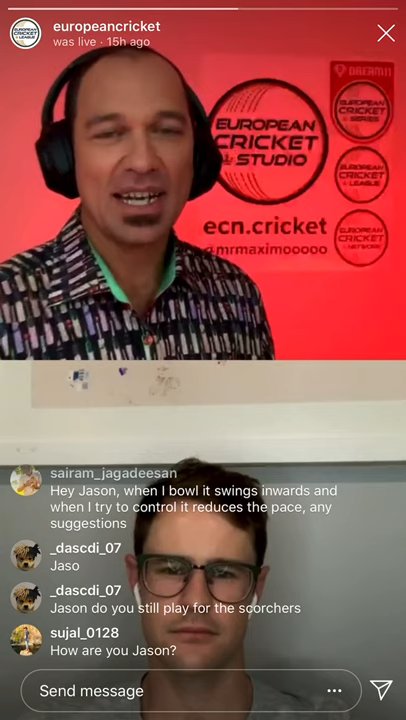 europeancricket
was live · 15h ago
DREAM11
EUROPEAN
CRICKET
SERIES
EUROPEAN
CRICKET
STUDIO
EUROPEAN
CRICKET
LEAGUE
ecn.cricket
@mrmaximooooo
EUROPEAN
CRICKET
NETWORK
sairam_jagadeesan
Hey Jason, when I bowl it swings inwards and
when I try to control it reduces the pace, any
suggestions
_dascdi_07
Jaso
_dascdi_07
Jason do you still play for the scorchers
sujal_0128
How are you Jason?
Send message